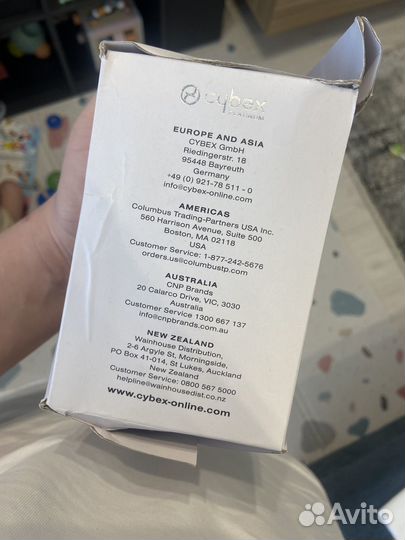 cybex
PLATINUM
EUROPE AND ASIA
CYBEX GmbH
Riedingerstr. 18
95448 Bayreuth
Germany
+49 (0) 921-78 511 - 0
info@cybex-online.com
AMERICAS
Columbus Trading-Partners USA Inc.
560 Harrison Avenue, Suite 500
Boston, MA 02118
USA
Customer Service: 1-877-242-5676
orders.us@columbustp.com
AUSTRALIA
CNP Brands
20 Calarco Drive, VIC, 3030
Australia
Customer Service 1300 667 137
info@cnpbrands.com.au
NEW ZEALAND
Wainhouse Distribution,
2-6 Argyle St, Morningside,
PO Box 41-014, St Lukes, Auckland
New Zealand
Customer Service: 0800 567 5000
helpline@wainhousedist.co.nz
www.cybex-online.com
Avito